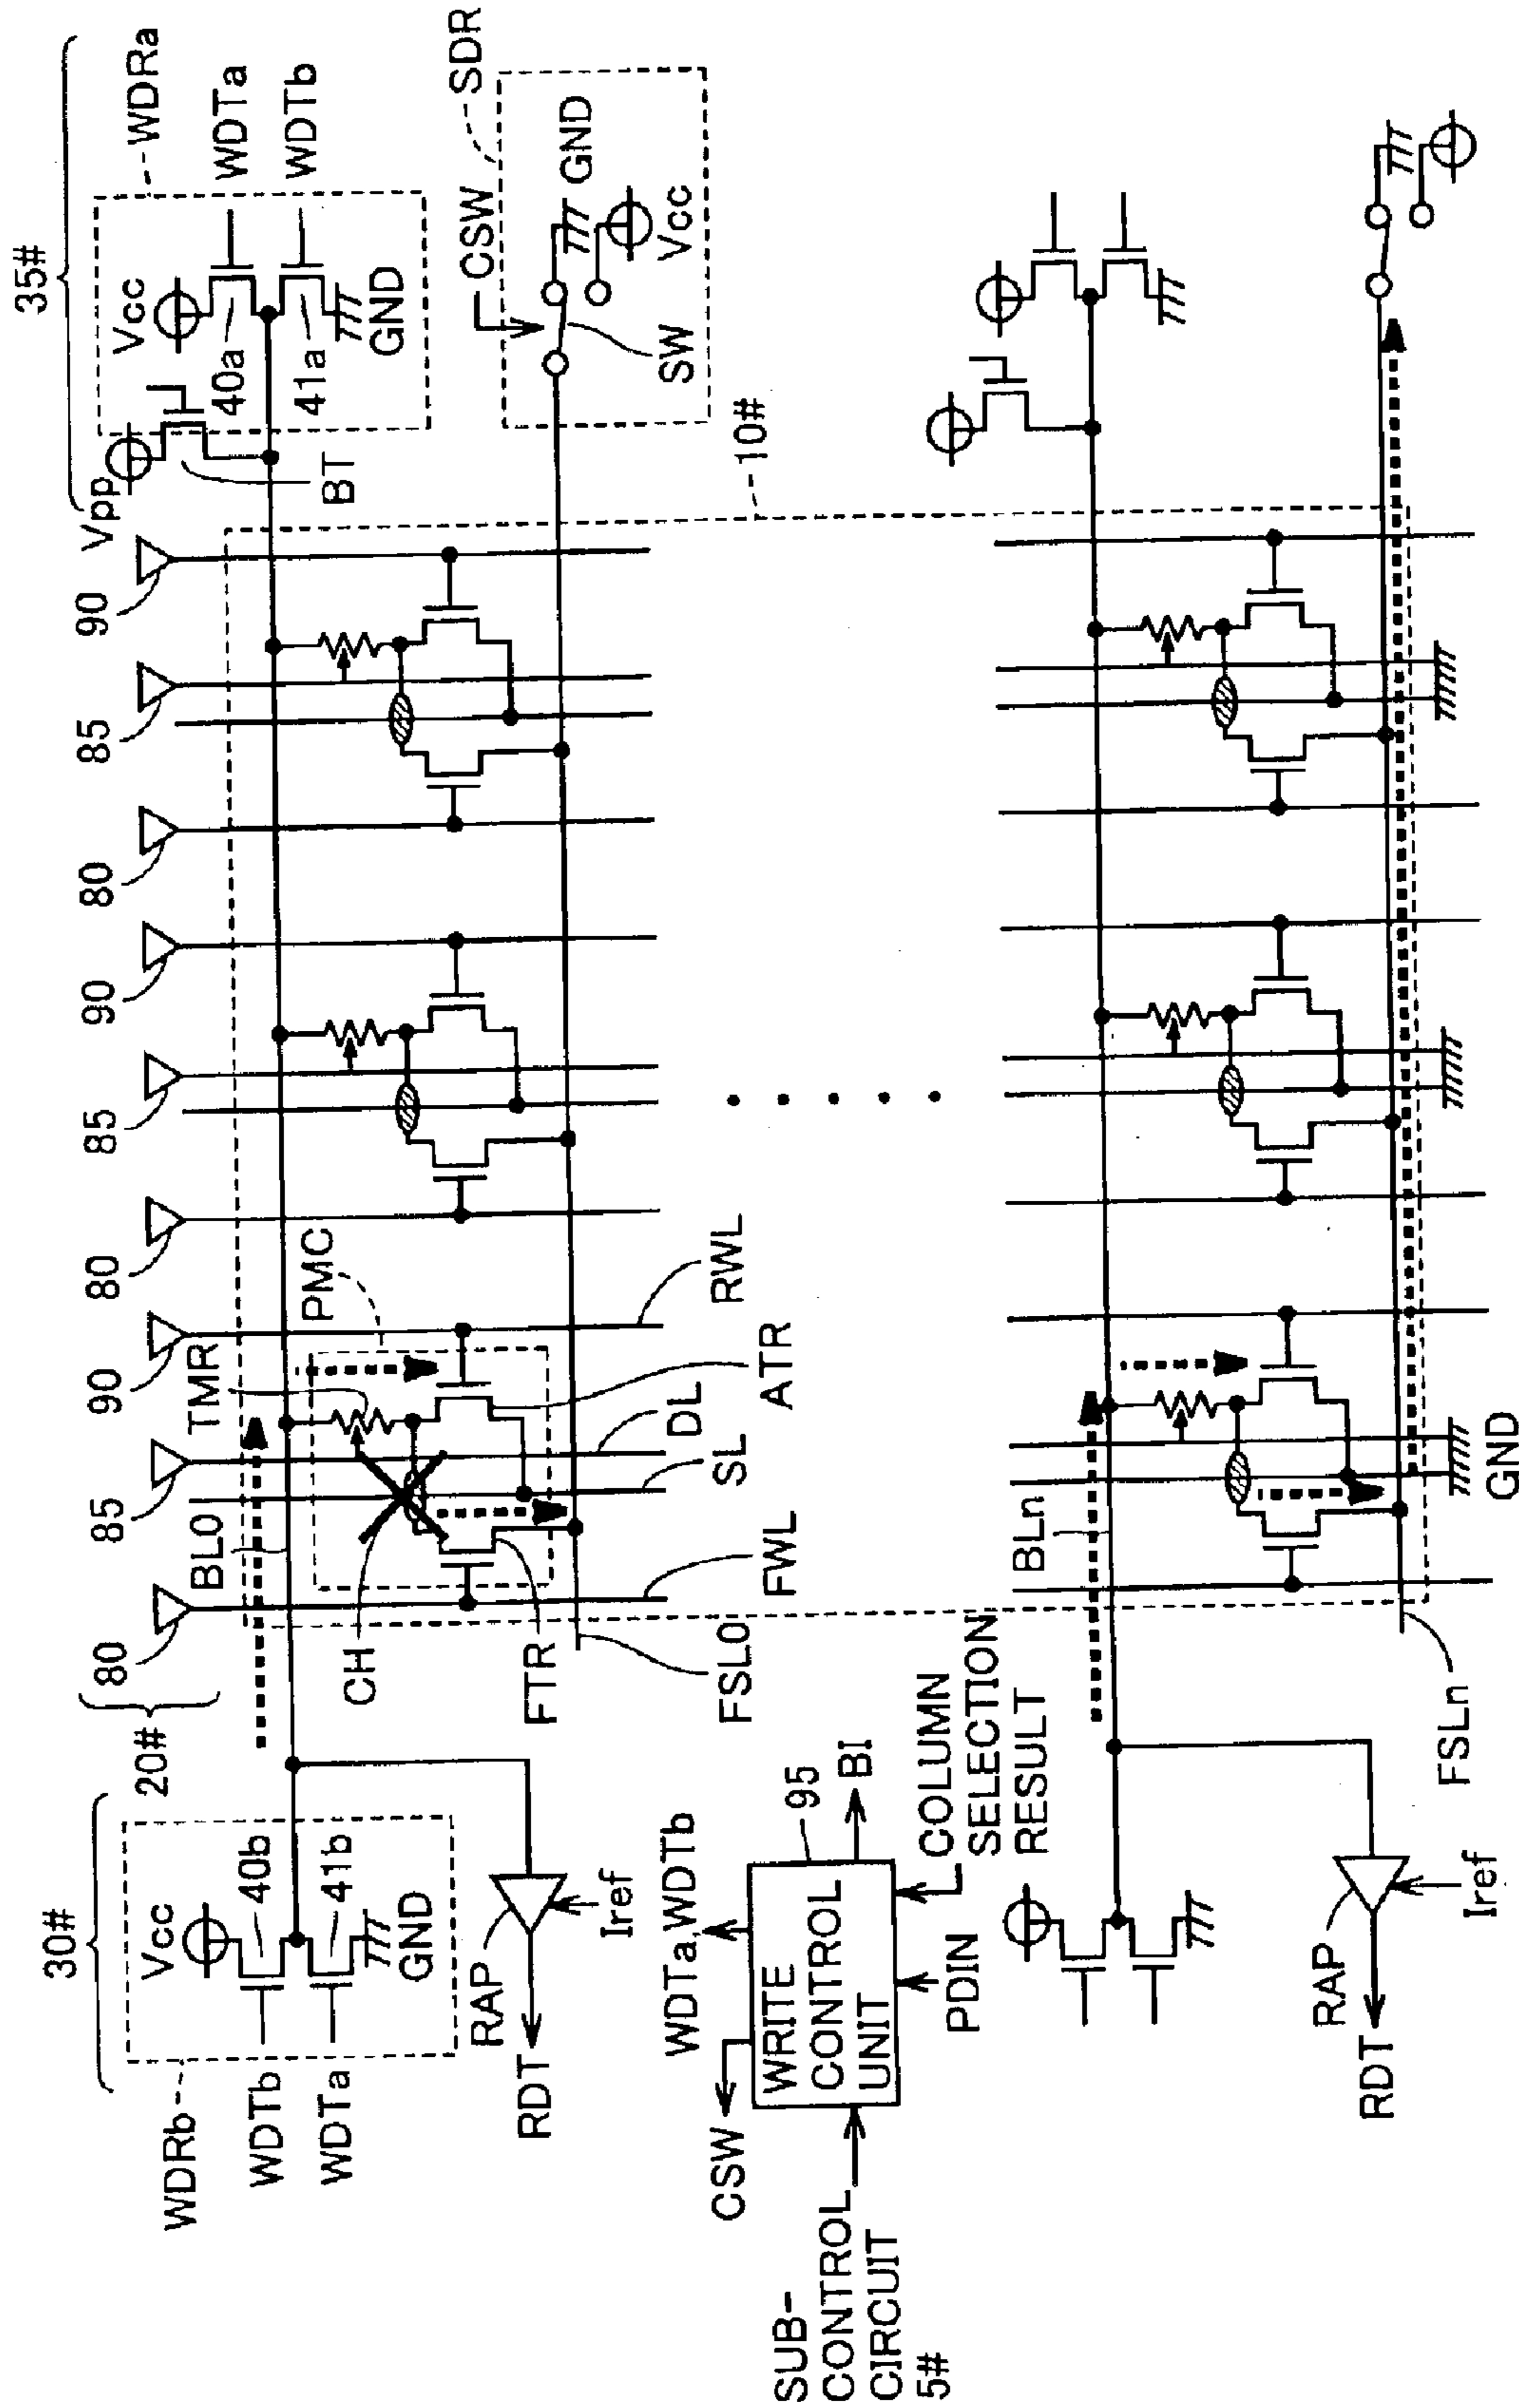 35#
WDRa
WDTa
WDTb
Vcc
40a
41a
GND
Vpp
BT
SDR
CSW
GND
Vcc
SW
10#
90
85
80
90
85
80
90
85
80
20#
BL0
TMR
PMC
RWL
ATR
DL
SL
FWL
CH
FTR
FSL0
30#
Vcc
40b
41b
GND
WDRb
WDTb
WDTa
RAP
Iref
RDT
WDTa,WDTb
95
BI
CSW
WRITE
CONTROL
UNIT
PDIN
COLUMN
SELECTION
RESULT
SUB-
CONTROL
CIRCUIT
5#
BLn
GND
FSLn
RAP
Iref
RDT